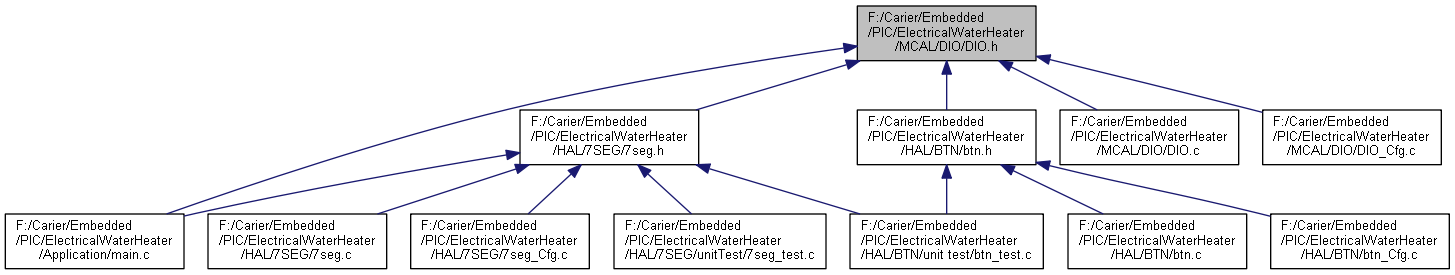 F:/Carier/Embedded
/PIC/ElectricalWaterHeater
/MCAL/DIO/DIO.h
F:/Carier/Embedded
/PIC/ElectricalWaterHeater
/HAL/7SEG/7seg.h
F:/Carier/Embedded
/PIC/ElectricalWaterHeater
/HAL/BTN/btn.h
F:/Carier/Embedded
/PIC/ElectricalWaterHeater
/MCAL/DIO/DIO.c
F:/Carier/Embedded
/PIC/ElectricalWaterHeater
/MCAL/DIO/DIO_Cfg.c
F:/Carier/Embedded
/PIC/ElectricalWaterHeater
/Application/main.c
F:/Carier/Embedded
/PIC/ElectricalWaterHeater
/HAL/7SEG/7seg.c
F:/Carier/Embedded
/PIC/ElectricalWaterHeater
/HAL/7SEG/7seg_Cfg.c
F:/Carier/Embedded
/PIC/ElectricalWaterHeater
/HAL/7SEG/unitTest/7seg_test.c
F:/Carier/Embedded
/PIC/ElectricalWaterHeater
/HAL/BTN/unit test/btn_test.c
F:/Carier/Embedded
/PIC/ElectricalWaterHeater
/HAL/BTN/btn.c
F:/Carier/Embedded
/PIC/ElectricalWaterHeater
/HAL/BTN/btn_Cfg.c